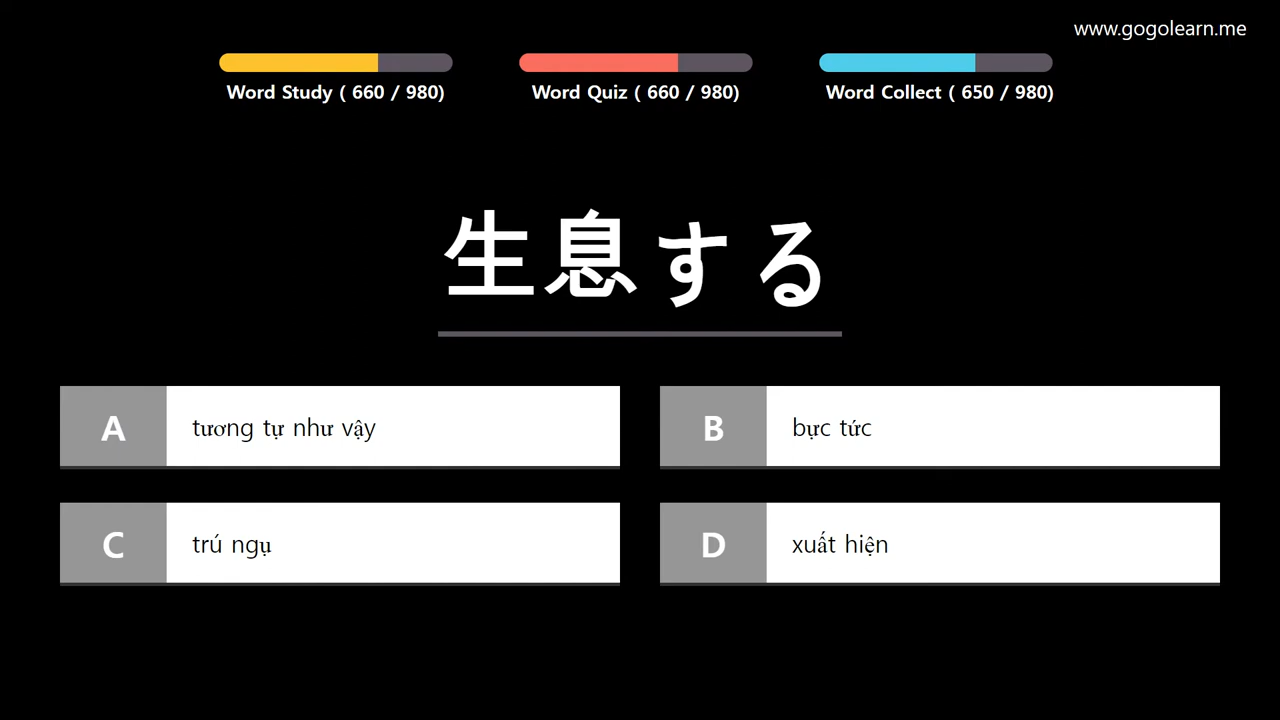 www.gogolearn.me
Word Study ( 660 / 980)
Word Quiz ( 660 / 980)
Word Collect ( 650 / 980)
生息する
A tương tự như vậy
B bực tức
C trú ngụ
D xuất hiện